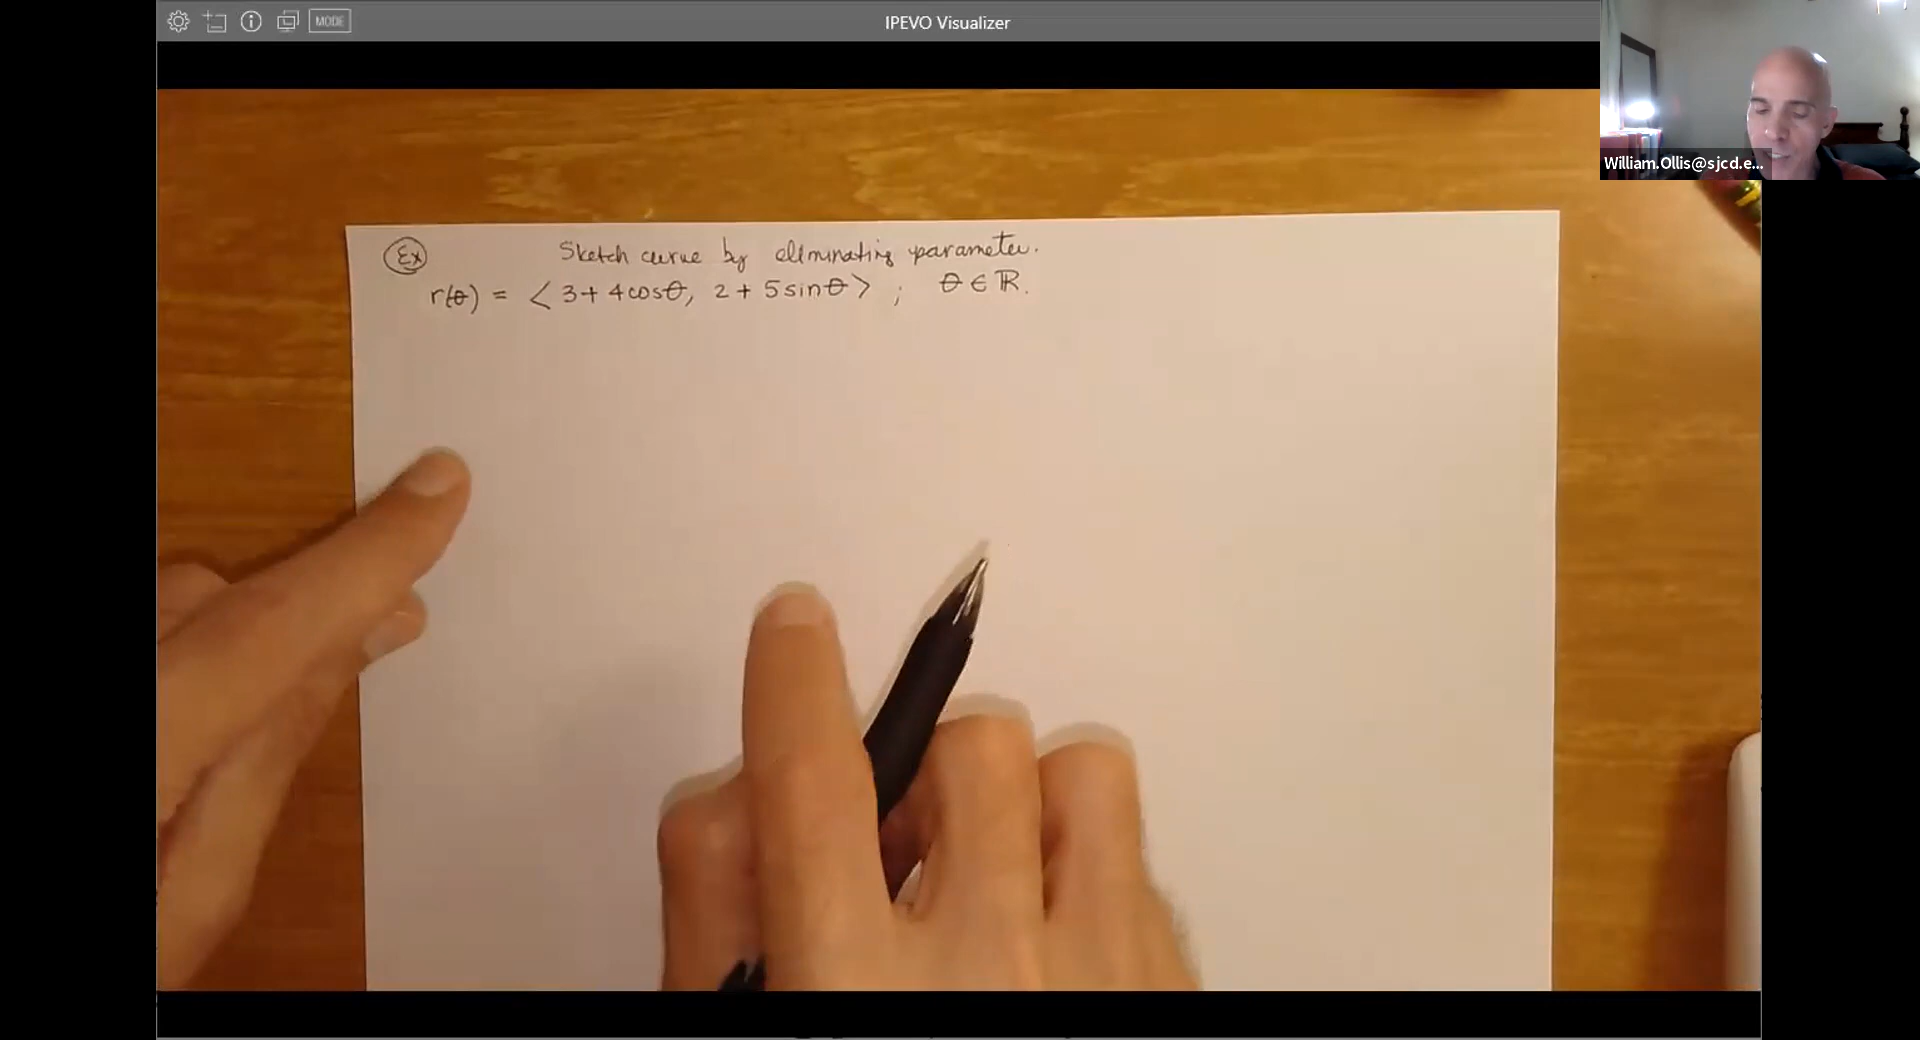 MODE
IPEVO Visualizer
William.Ollis@sjcd.e...
Ex
Sketch curve by eliminating parameter.
r(θ) = < 3 + 4cosθ, 2 + 5sinθ > ; θ ∈ ℝ.